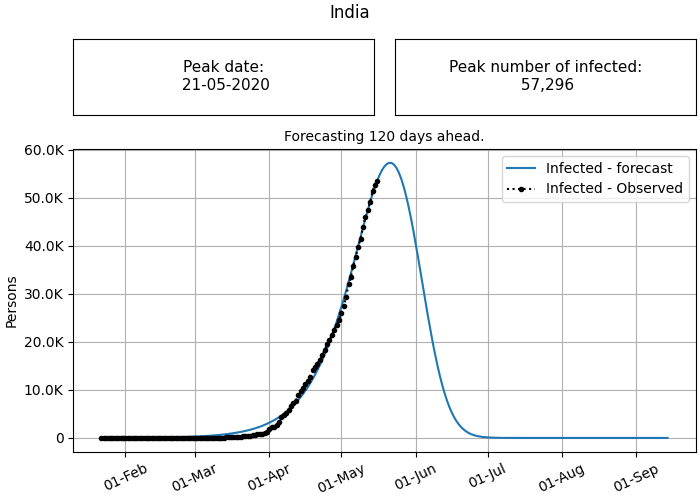 India
Peak date:
21-05-2020
Peak number of infected:
57,296
Forecasting 120 days ahead.
60.0K
50.0K
40.0K
30.0K
20.0K
10.0K
0
Persons
Infected - forecast
Infected - Observed
01-Feb
01-Mar
01-Apr
01-May
01-Jun
01-Jul
01-Aug
01-Sep